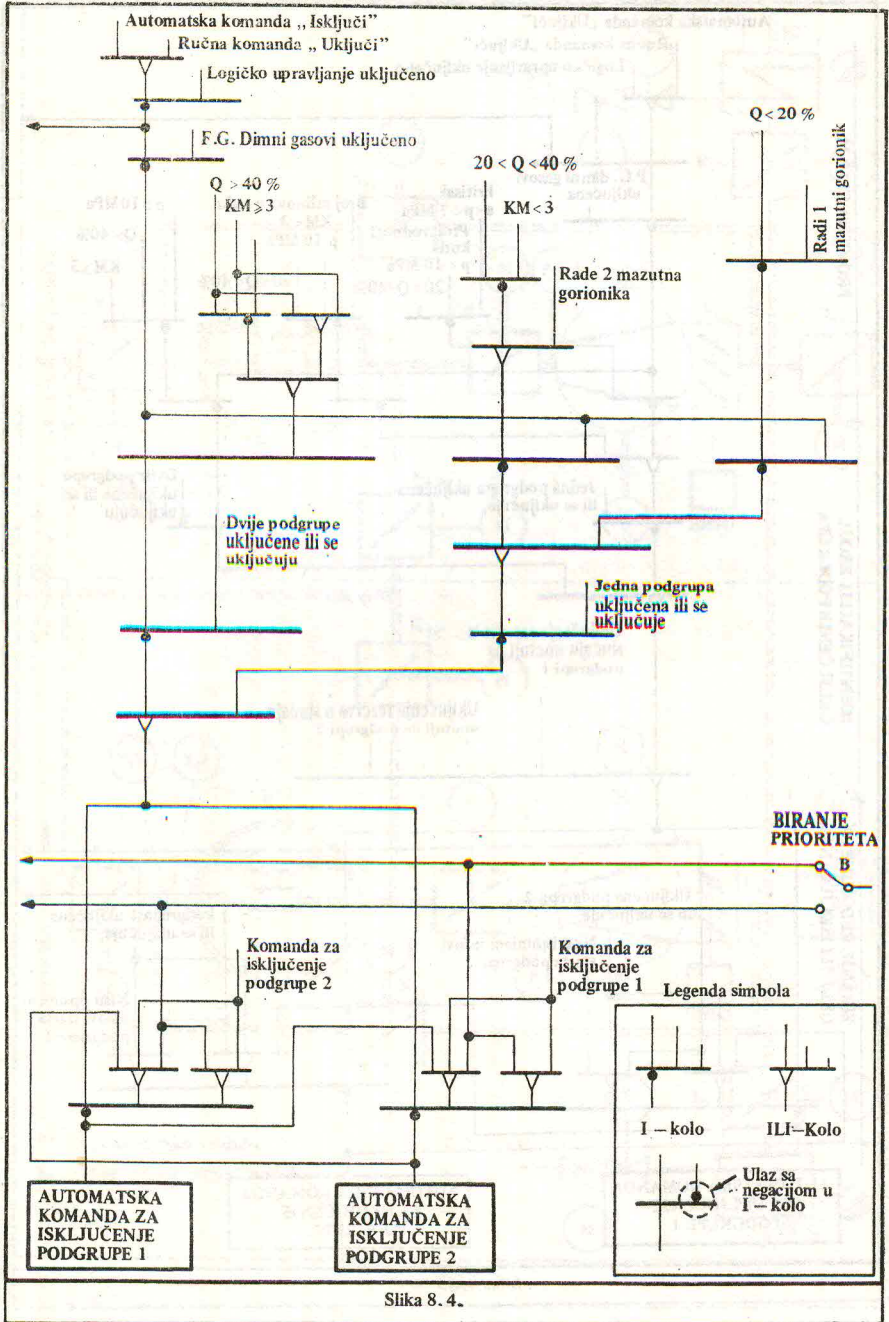 Automatska komanda „ Isključi”
Ručna komanda „ Uključi”
Logičko upravljanje uključeno
F.G. Dimni gasovi uključeno
Q > 40 %
KM ⩾ 3
20 < Q < 40 %
KM < 3
Rade 2 mazutna
gorionika
Q < 20 %
Radi 1
mazutni gorionik
Dvije podgrupe
uključene ili se
uključuju
Jedna podgrupa
uključena ili se
uključuje
BIRANJE
PRIORITETA
B
Komanda za
isključenje
podgrupe 2
Komanda za
isključenje
podgrupe 1
Legenda simbola
I – kolo
ILI–Kolo
Ulaz sa
negacijom u
I – kolo
AUTOMATSKA
KOMANDA ZA
ISKLJUČENJE
PODGRUPE 1
AUTOMATSKA
KOMANDA ZA
ISKLJUČENJE
PODGRUPE 2
Slika 8.4.